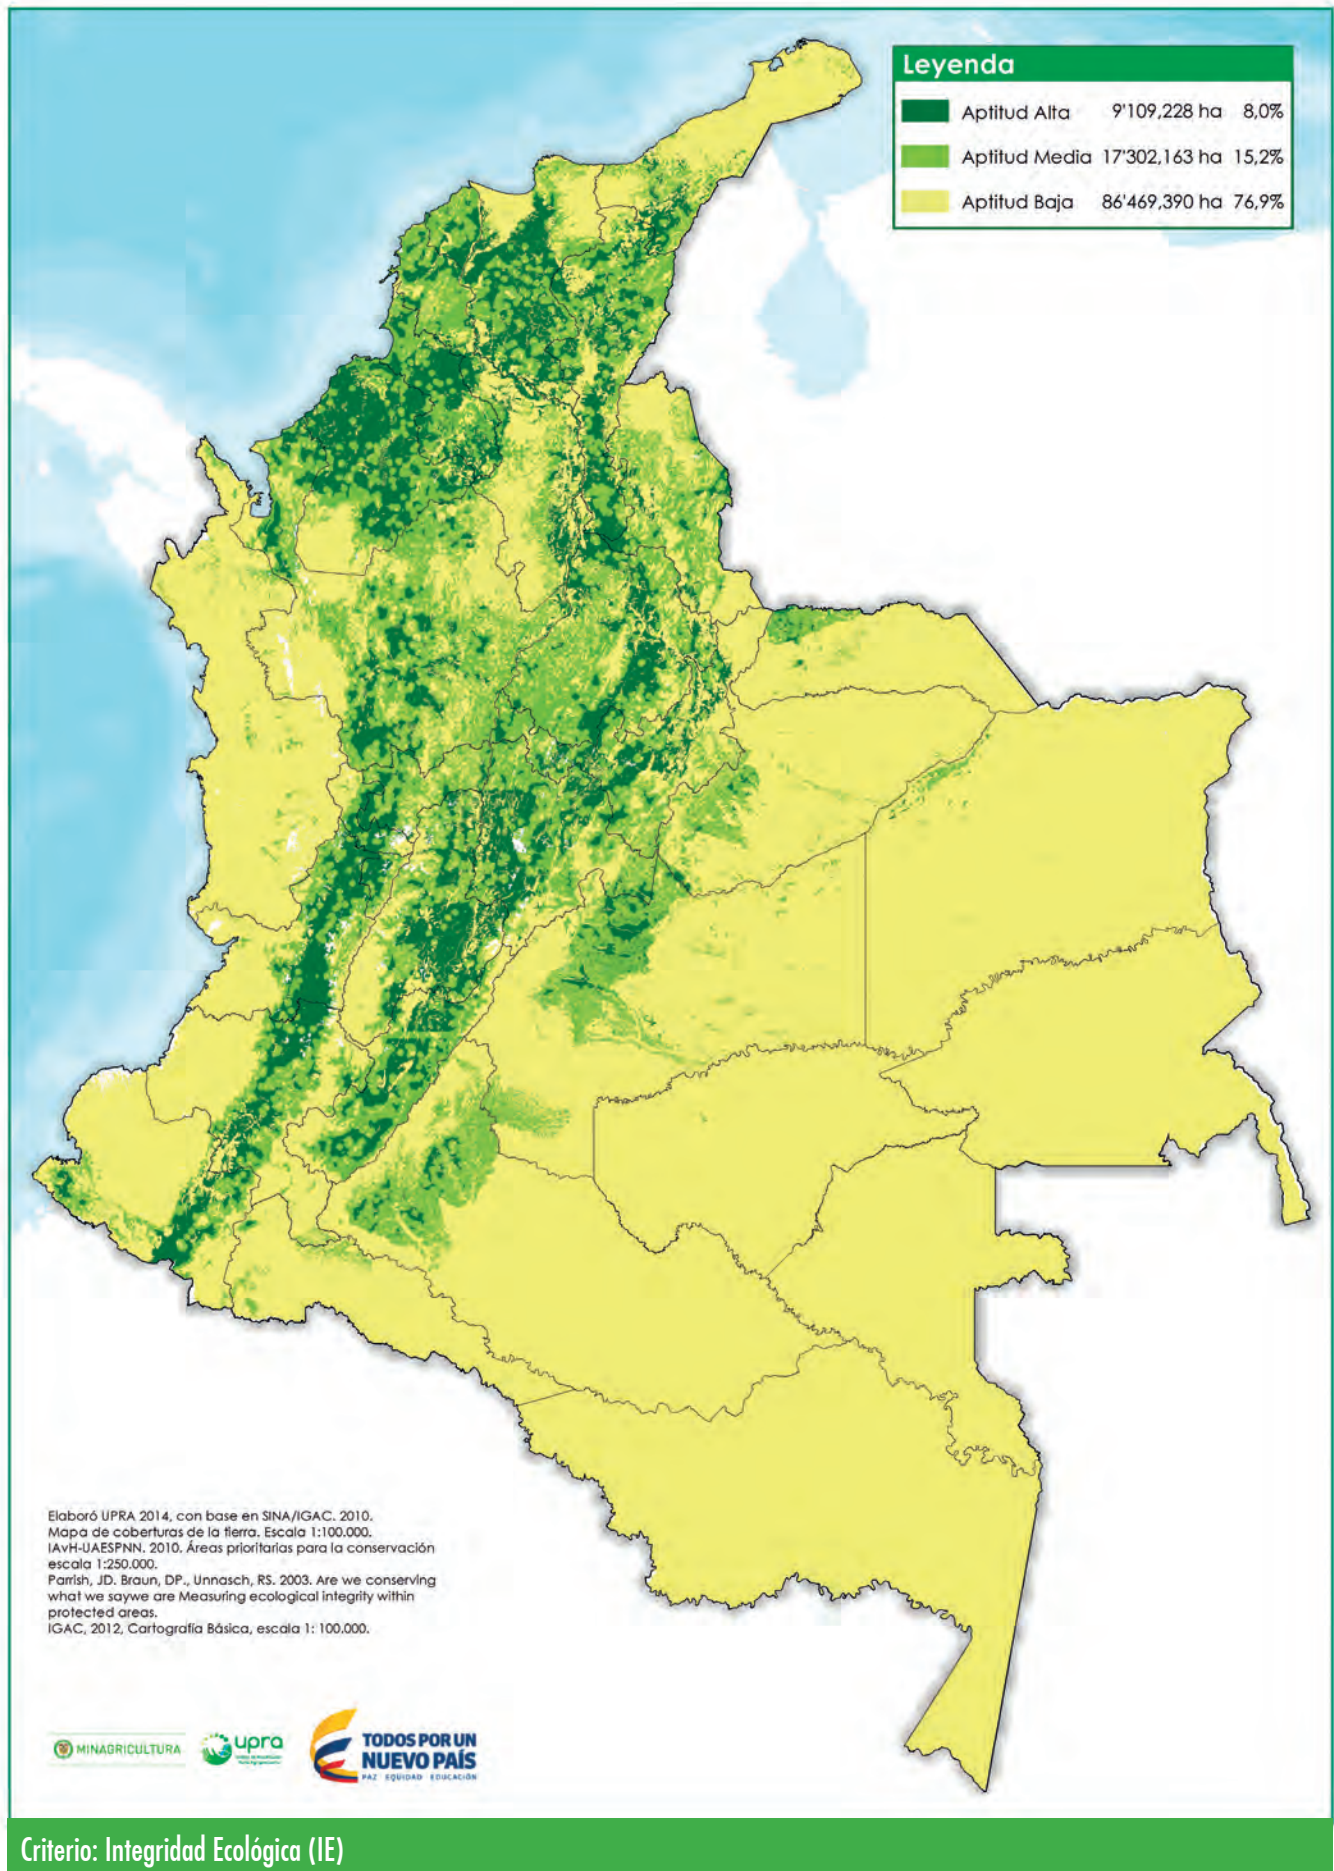 Leyenda
Aptitud Alta 9'109,228 ha 8,0%
Aptitud Media 17'302,163 ha 15,2%
Aptitud Baja 86'469,390 ha 76,9%
Elaboró UPRA 2014, con base en SINA/IGAC. 2010.
Mapa de coberturas de la tierra. Escala 1:100.000.
IAvH-UAESPNN. 2010. Áreas prioritarias para la conservación
escala 1:250.000.
Parrish, JD. Braun, DP., Unnasch, RS. 2003. Are we conserving
what we saywe are Measuring ecological integrity within
protected areas.
IGAC, 2012, Cartografía Básica, escala 1: 100.000.
MINAGRICULTURA
upra
TODOS POR UN
NUEVO PAÍS
PAZ EQUIDAD EDUCACIÓN
Criterio: Integridad Ecológica (IE)